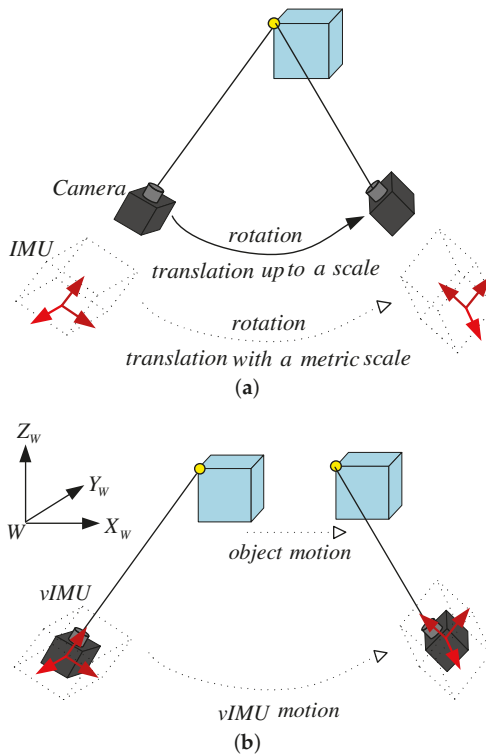 Camera
rotation
translation up to a scale
IMU
rotation
translation with a metric scale
(a)
Z_W
Y_W
W
X_W
vIMU
object motion
vIMU motion
(b)